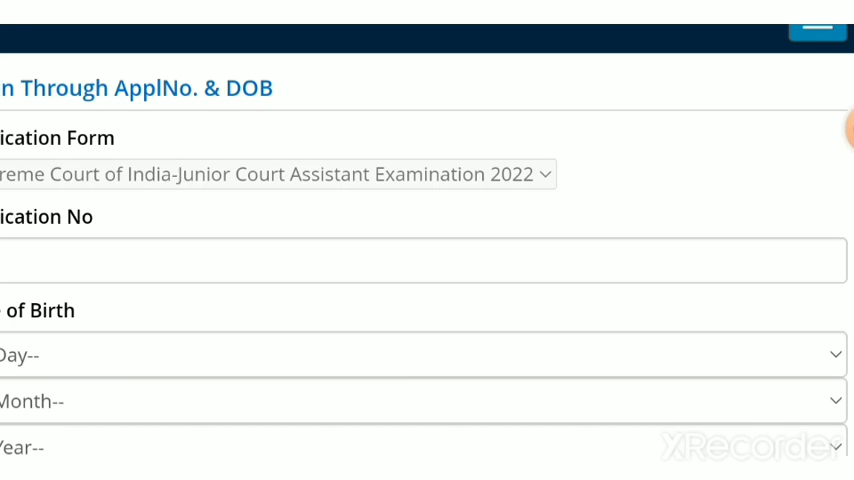 n Through ApplNo. & DOB
ication Form
reme Court of India-Junior Court Assistant Examination 2022
ication No
of Birth
Day--
Month--
Year--
XRecorder